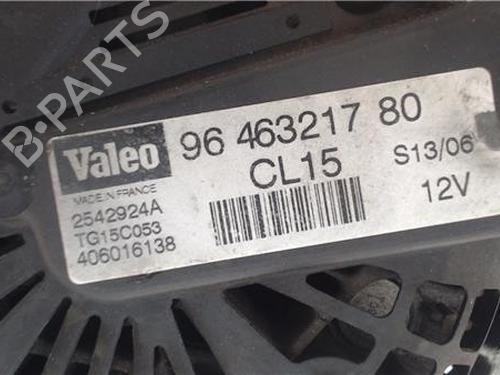 B-PARTS
Valeo
96 463217 80
CL15
S13/06
12V
MADE IN FRANCE
2542924A
TG15C053
406016138